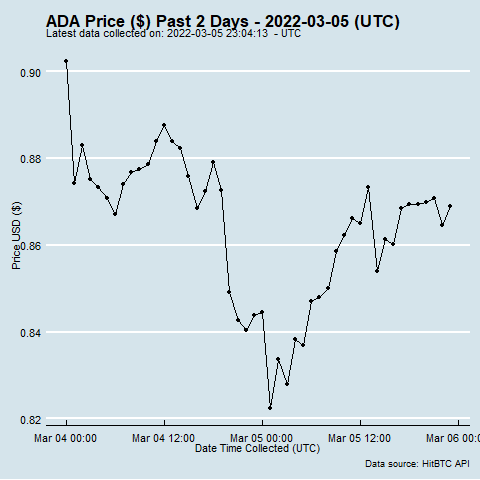 ADA Price ($) Past 2 Days - 2022-03-05 (UTC)
Latest data collected on: 2022-03-05 23:04:13 - UTC
0.90
0.88
0.86
0.84
0.82
Price USD ($)
Mar 04 00:00 Mar 04 12:00 Mar 05 00:00 Mar 05 12:00 Mar 06 00:0
Date Time Collected (UTC)
Data source: HitBTC API